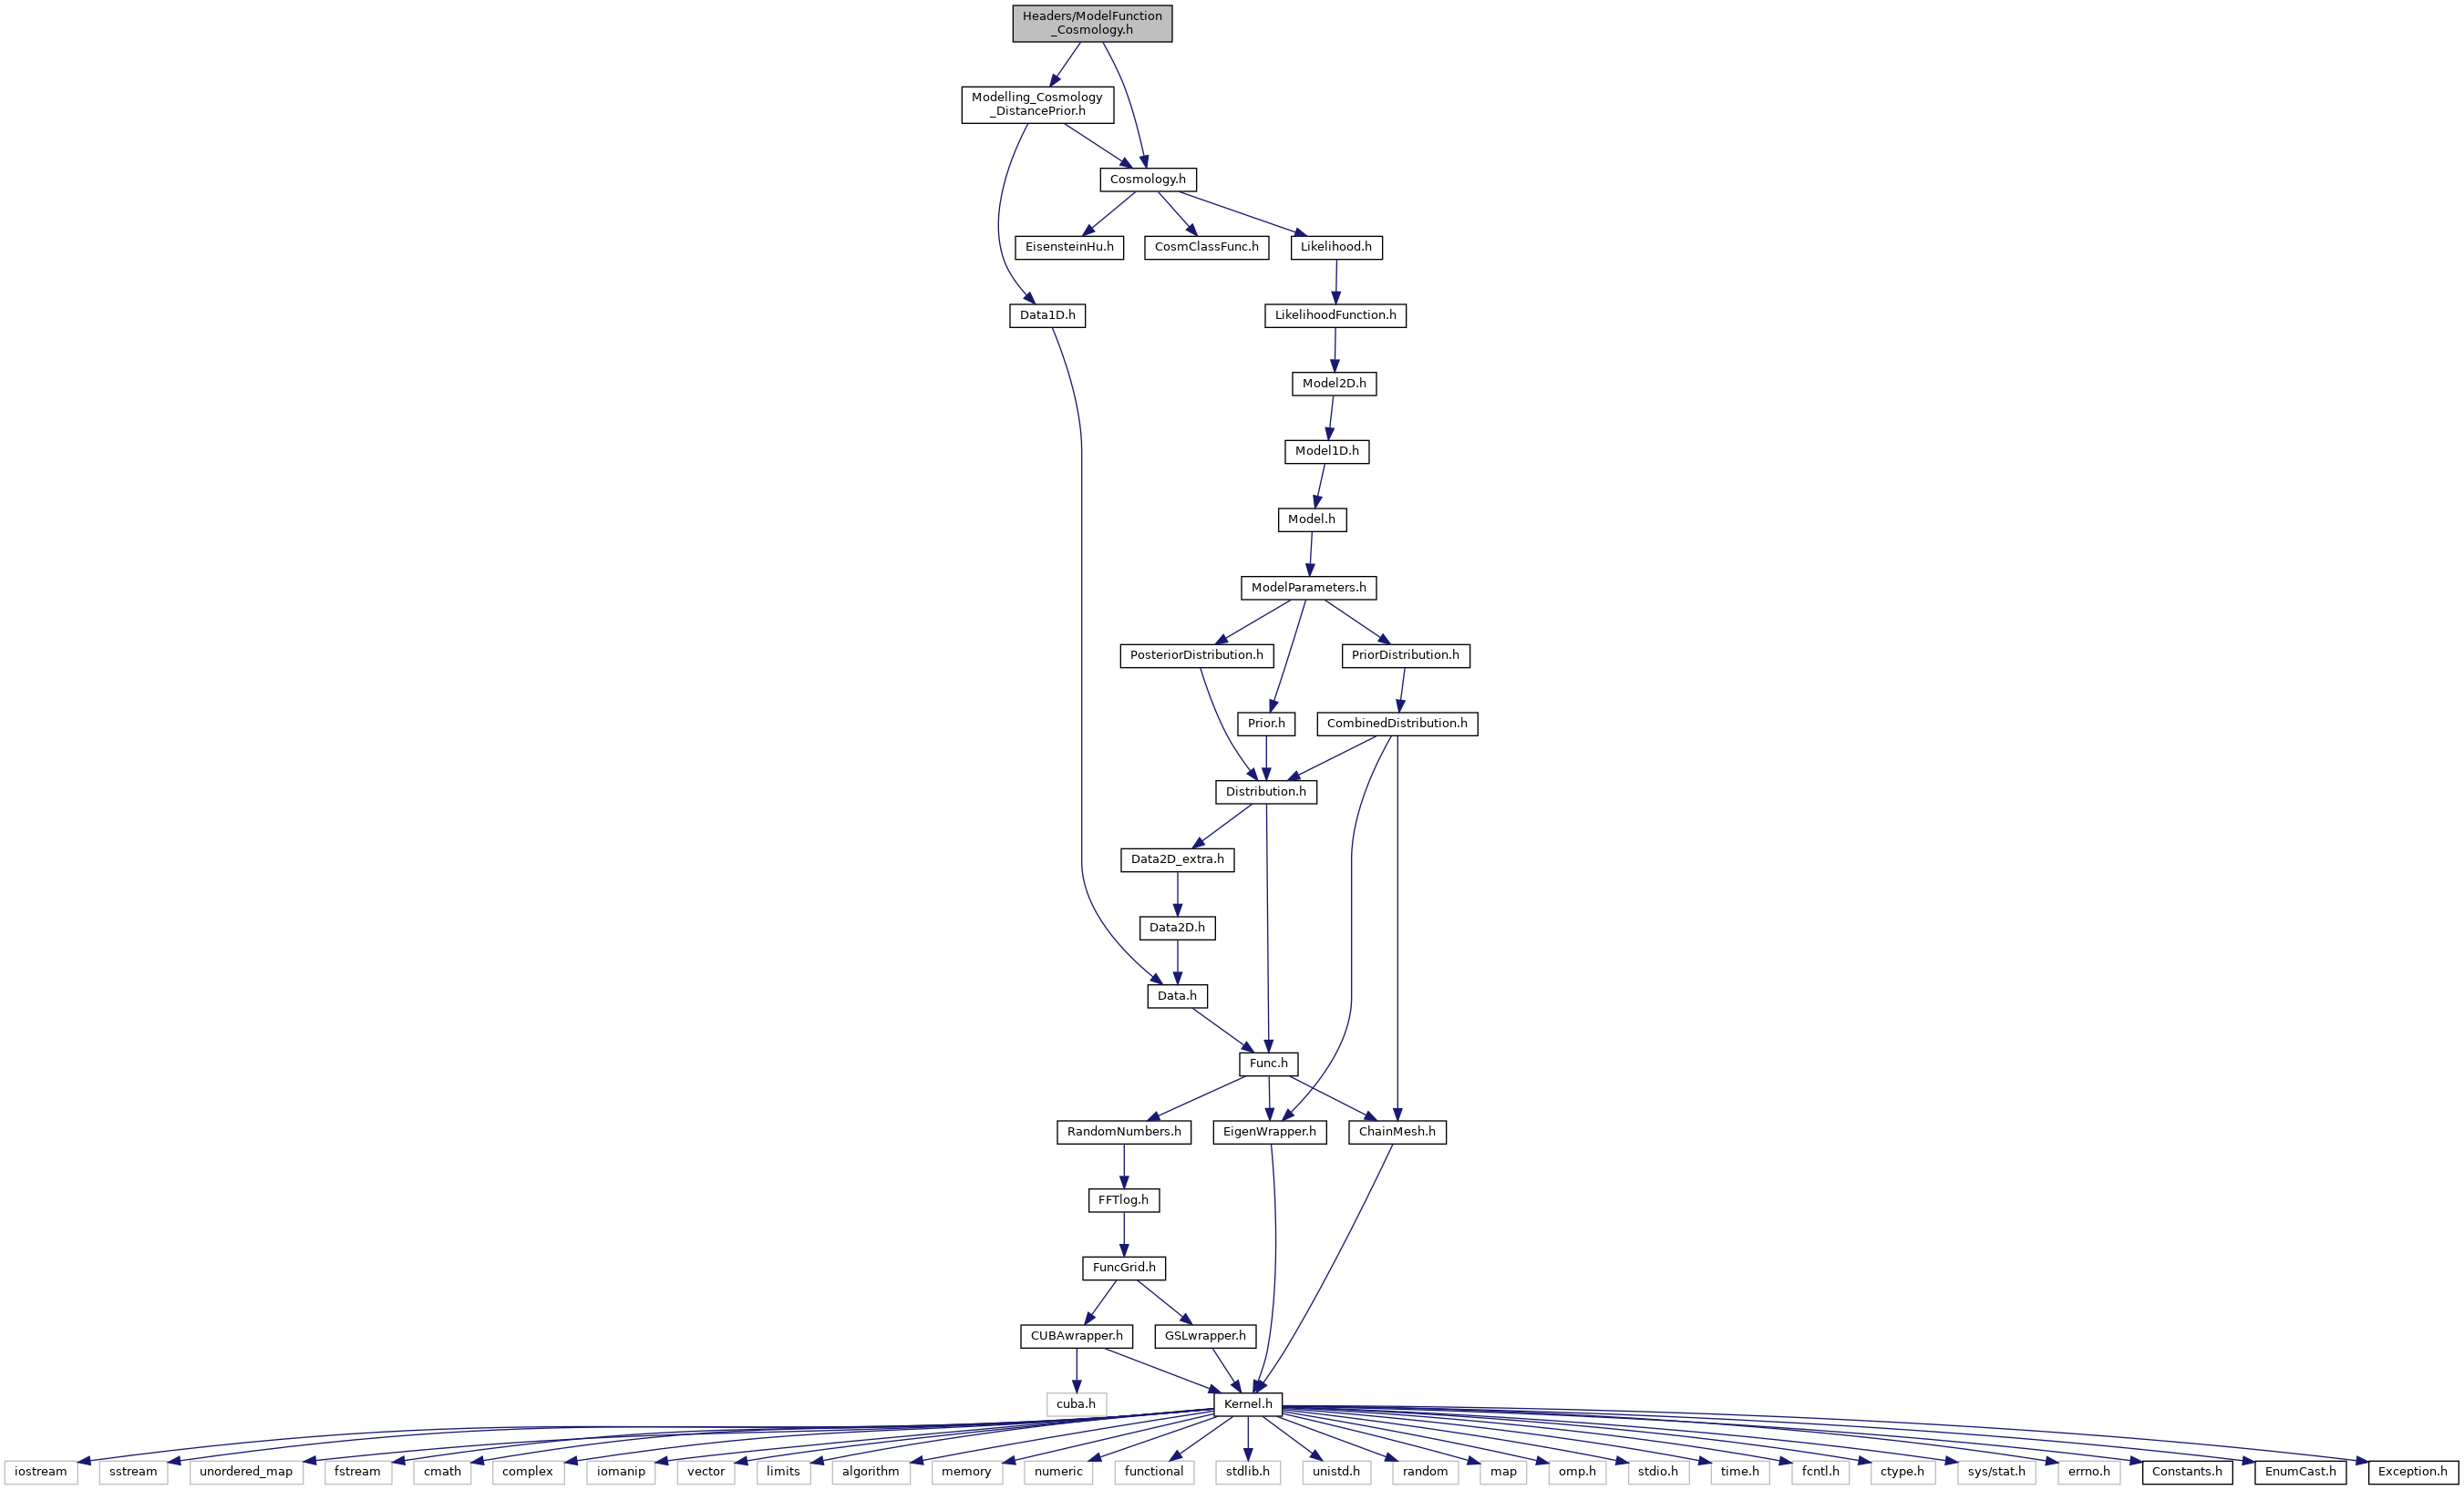 Headers/ModelFunction
_Cosmology.h
Modelling_Cosmology
_DistancePrior.h
Cosmology.h
EisensteinHu.h
CosmClassFunc.h
Likelihood.h
Data1D.h
LikelihoodFunction.h
Model2D.h
Model1D.h
Model.h
ModelParameters.h
PosteriorDistribution.h
PriorDistribution.h
Prior.h
CombinedDistribution.h
Distribution.h
Data2D_extra.h
Data2D.h
Data.h
Func.h
RandomNumbers.h
EigenWrapper.h
ChainMesh.h
FFTlog.h
FuncGrid.h
CUBAwrapper.h
GSLwrapper.h
cuba.h
Kernel.h
iostream
sstream
unordered_map
fstream
cmath
complex
iomanip
vector
limits
algorithm
memory
numeric
functional
stdlib.h
unistd.h
random
map
omp.h
stdio.h
time.h
fcntl.h
ctype.h
sys/stat.h
errno.h
Constants.h
EnumCast.h
Exception.h